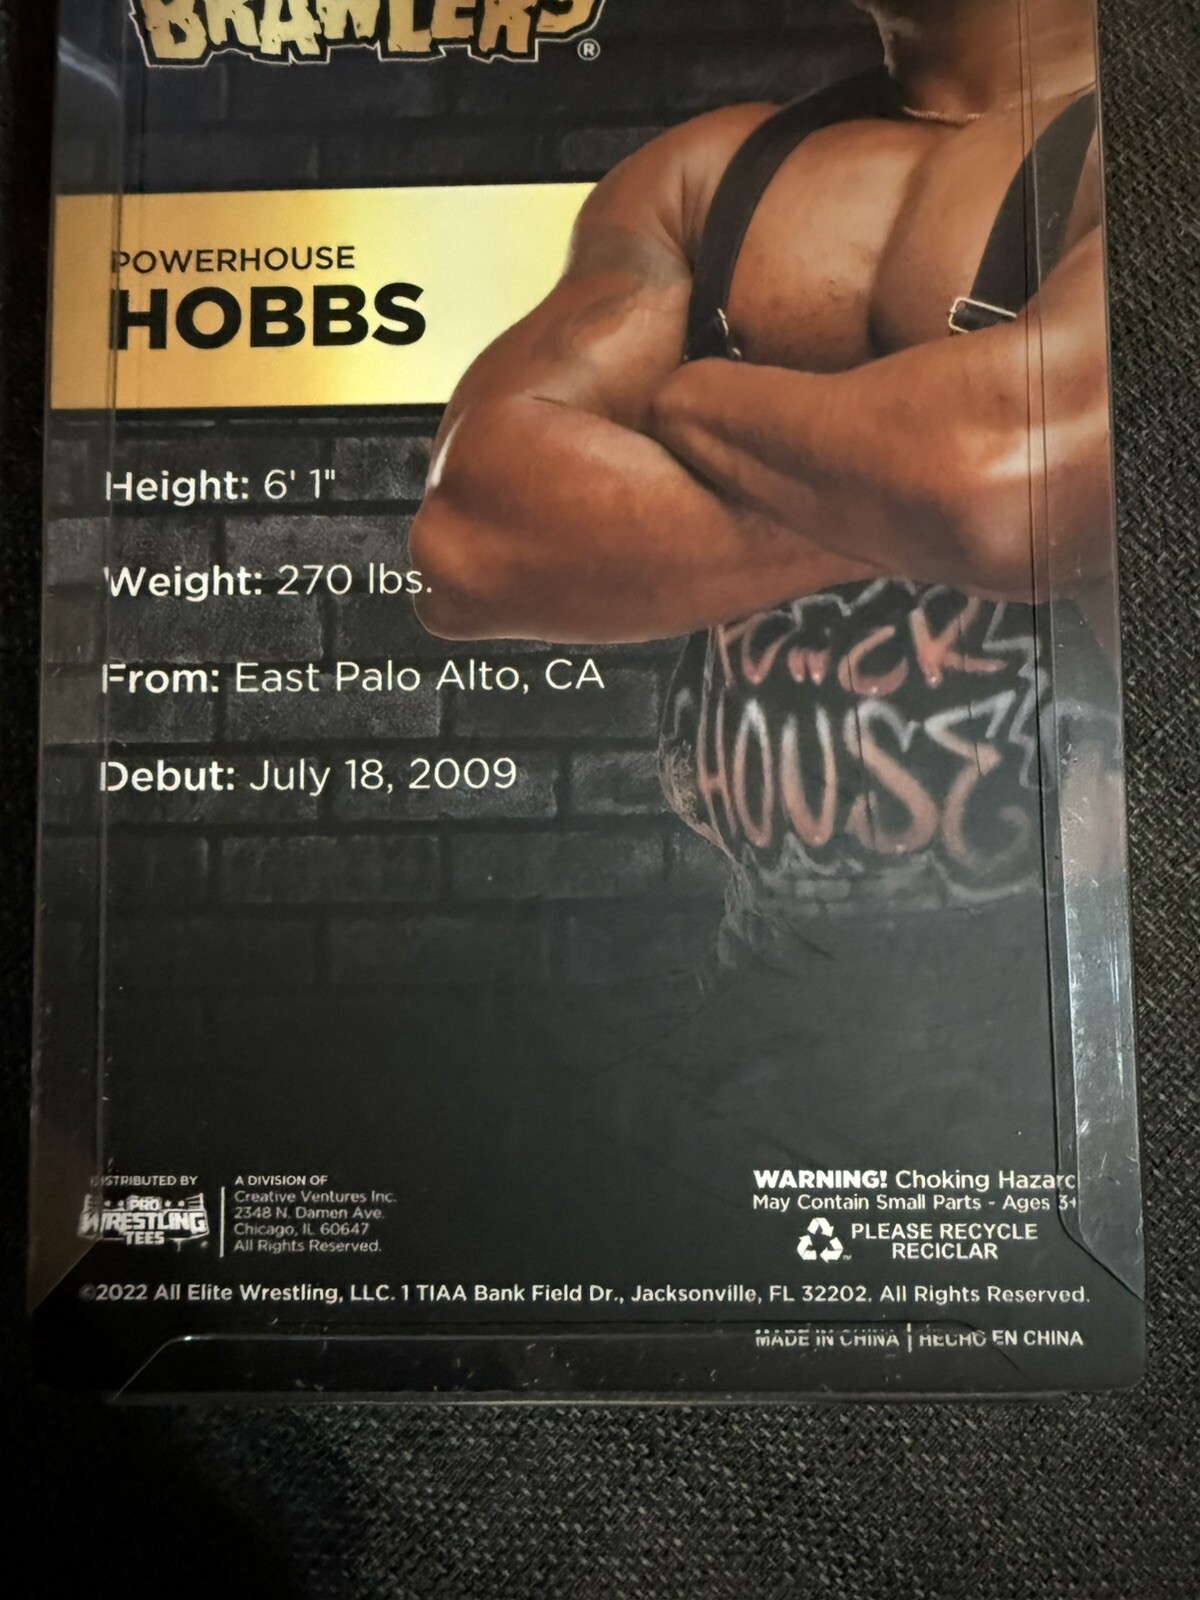 BRAWLERS®
POWERHOUSE
HOBBS
Height: 6' 1"
Weight: 270 lbs.
From: East Palo Alto, CA
Debut: July 18, 2009
POWER
HOUSE
DISTRIBUTED BY
PRO
WRESTLING
TEES
A DIVISION OF
Creative Ventures Inc.
2348 N. Damen Ave.
Chicago, IL 60647
All Rights Reserved.
WARNING! Choking Hazard
May Contain Small Parts - Ages 3+
PLEASE RECYCLE
RECICLAR
©2022 All Elite Wrestling, LLC. 1 TIAA Bank Field Dr., Jacksonville, FL 32202. All Rights Reserved.
MADE IN CHINA | HECHO EN CHINA